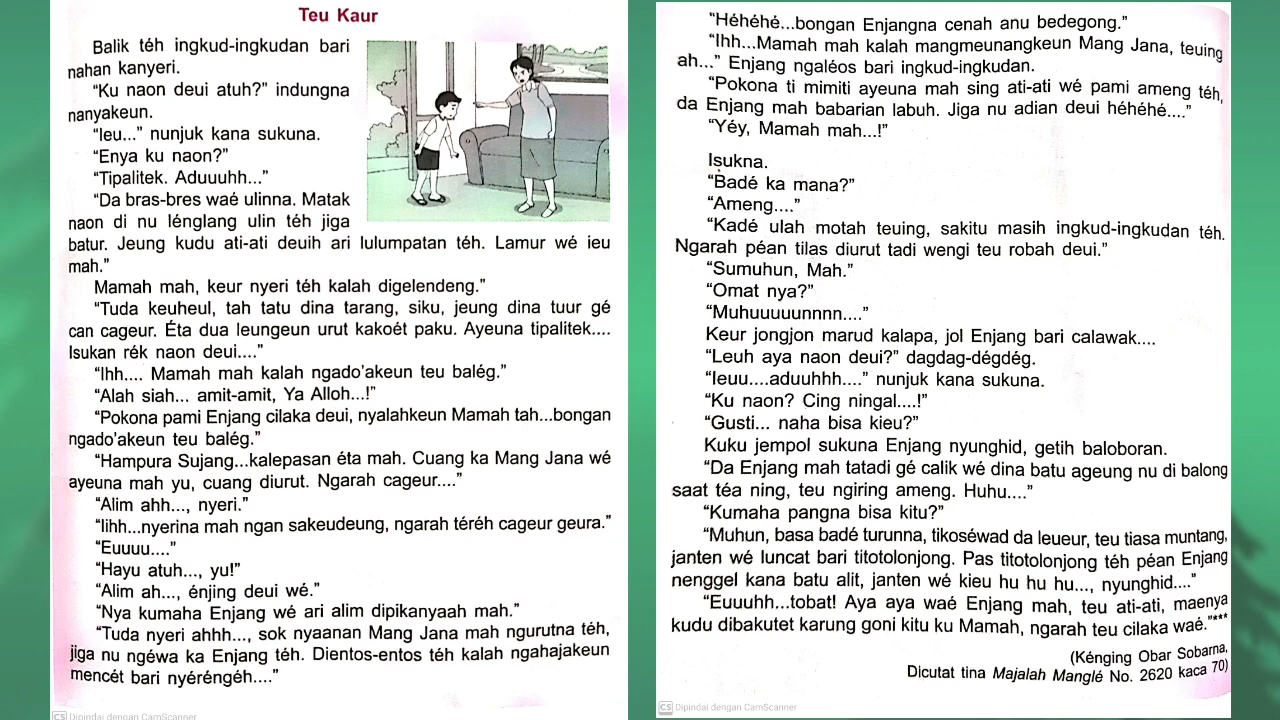 Teu Kaur
Balik téh ingkud-ingkudan bari
nahan kanyeri.
“Ku naon deui atuh?” indungna
nanyakeun.
“Ieu...” nunjuk kana sukuna.
“Enya ku naon?”
“Tipalitek. Aduuuhh...”
“Da bras-bres waé ulinna. Matak
naon di nu lénglang ulin téh jiga
batur. Jeung kudu ati-ati deuih ari lulumpatan téh. Lamur wé ieu
mah.”
Mamah mah, keur nyeri téh kalah digelendeng.”
“Tuda keuheul, tah tatu dina tarang, siku, jeung dina tuur gé
can cageur. Éta dua leungeun urut kakoét paku. Ayeuna tipalitek....
Isukan rék naon deui....”
“Ihh.... Mamah mah kalah ngado’akeun teu balég.”
“Alah siah... amit-amit, Ya Alloh...!”
“Pokona pami Enjang cilaka deui, nyalahkeun Mamah tah...bongan
ngado’akeun teu balég.”
“Hampura Sujang...kalepasan éta mah. Cuang ka Mang Jana wé
ayeuna mah yu, cuang diurut. Ngarah cageur....”
“Alim ahh..., nyeri.”
“Iihh...nyerina mah ngan sakeudeung, ngarah téréh cageur geura.”
“Euuuu....”
“Hayu atuh..., yu!”
“Alim ah..., énjing deui wé.”
“Nya kumaha Enjang wé ari alim dipikanyaah mah.”
“Tuda nyeri ahhh..., sok nyaanan Mang Jana mah ngurutna téh,
jiga nu ngéwa ka Enjang téh. Dientos-entos téh kalah ngahajakeun
mencét bari nyéréngéh....”
CS Dipindai dengan CamScanner
“Héhéhé...bongan Enjangna cenah anu bedegong.”
“Ihh...Mamah mah kalah mangmeunangkeun Mang Jana, teuing
ah...” Enjang ngaléos bari ingkud-ingkudan.
“Pokona ti mimiti ayeuna mah sing ati-ati wé pami ameng téh,
da Enjang mah babarian labuh. Jiga nu adian deui héhéhé....”
“Yéy, Mamah mah...!”
Isukna.
“Badé ka mana?”
“Ameng....”
“Kadé ulah motah teuing, sakitu masih ingkud-ingkudan téh.
Ngarah péan tilas diurut tadi wengi teu robah deui.”
“Sumuhun, Mah.”
“Omat nya?”
“Muhuuuuunnnn....”
Keur jongjon marud kalapa, jol Enjang bari calawak....
“Leuh aya naon deui?” dagdag-dégdég.
“Ieuu....aduuhhh....” nunjuk kana sukuna.
“Ku naon? Cing ningal....!”
“Gusti... naha bisa kieu?”
Kuku jempol sukuna Enjang nyunghid, getih baloboran.
“Da Enjang mah tatadi gé calik wé dina batu ageung nu di balong
saat téa ning, teu ngiring ameng. Huhu....”
“Kumaha pangna bisa kitu?”
“Muhun, basa badé turunna, tikoséwad da leueur, teu tiasa muntang,
janten wé luncat bari titotolonjong. Pas titotolonjong téh péan Enjang
nenggel kana batu alit, janten wé kieu hu hu hu..., nyunghid....”
“Euuuhh...tobat! Aya aya waé Enjang mah, teu ati-ati, maenya
kudu dibakutet karung goni kitu ku Mamah, ngarah teu cilaka waé.”***
(Kénging Obar Sobarna,
Dicutat tina Majalah Manglé No. 2620 kaca 70)
CS Dipindai dengan CamScanner